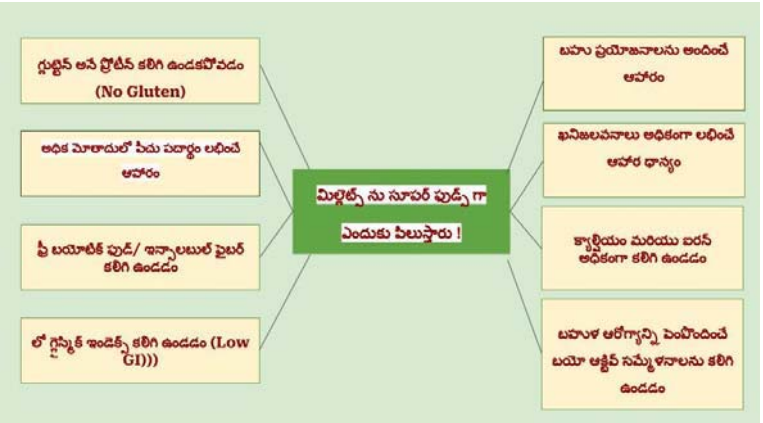 గ్లుట్టెన్ అనే ప్రోటీన్ కలిగి ఉండకపోవడం
(No Gluten)
అధిక మోతాదులో పీచు పదార్థం లభించే
ఆహారం
ప్రీ బయోటిక్ ఫుడ్/ ఇన్సాలబుల్ ఫైబర్
కలిగి ఉండడం
లో గ్లైస్మిక్ ఇండెక్స్ కలిగి ఉండడం (Low
GI)))
మిల్లెట్స్ ను సూపర్ ఫుడ్స్ గా
ఎందుకు పిలుస్తారు !
బహు ప్రయోజనాలను అందించే
ఆహారం
ఖనిజలవనాలు అధికంగా లభించే
ఆహార ధాన్యం
క్యాల్షియం మరియు ఐరన్
అధికంగా కలిగి ఉండడం
బహుళ ఆరోగ్యాన్ని పెంపొందించే
బయో ఆక్టివ్ సమ్మేళనాలను కలిగి
ఉండడం